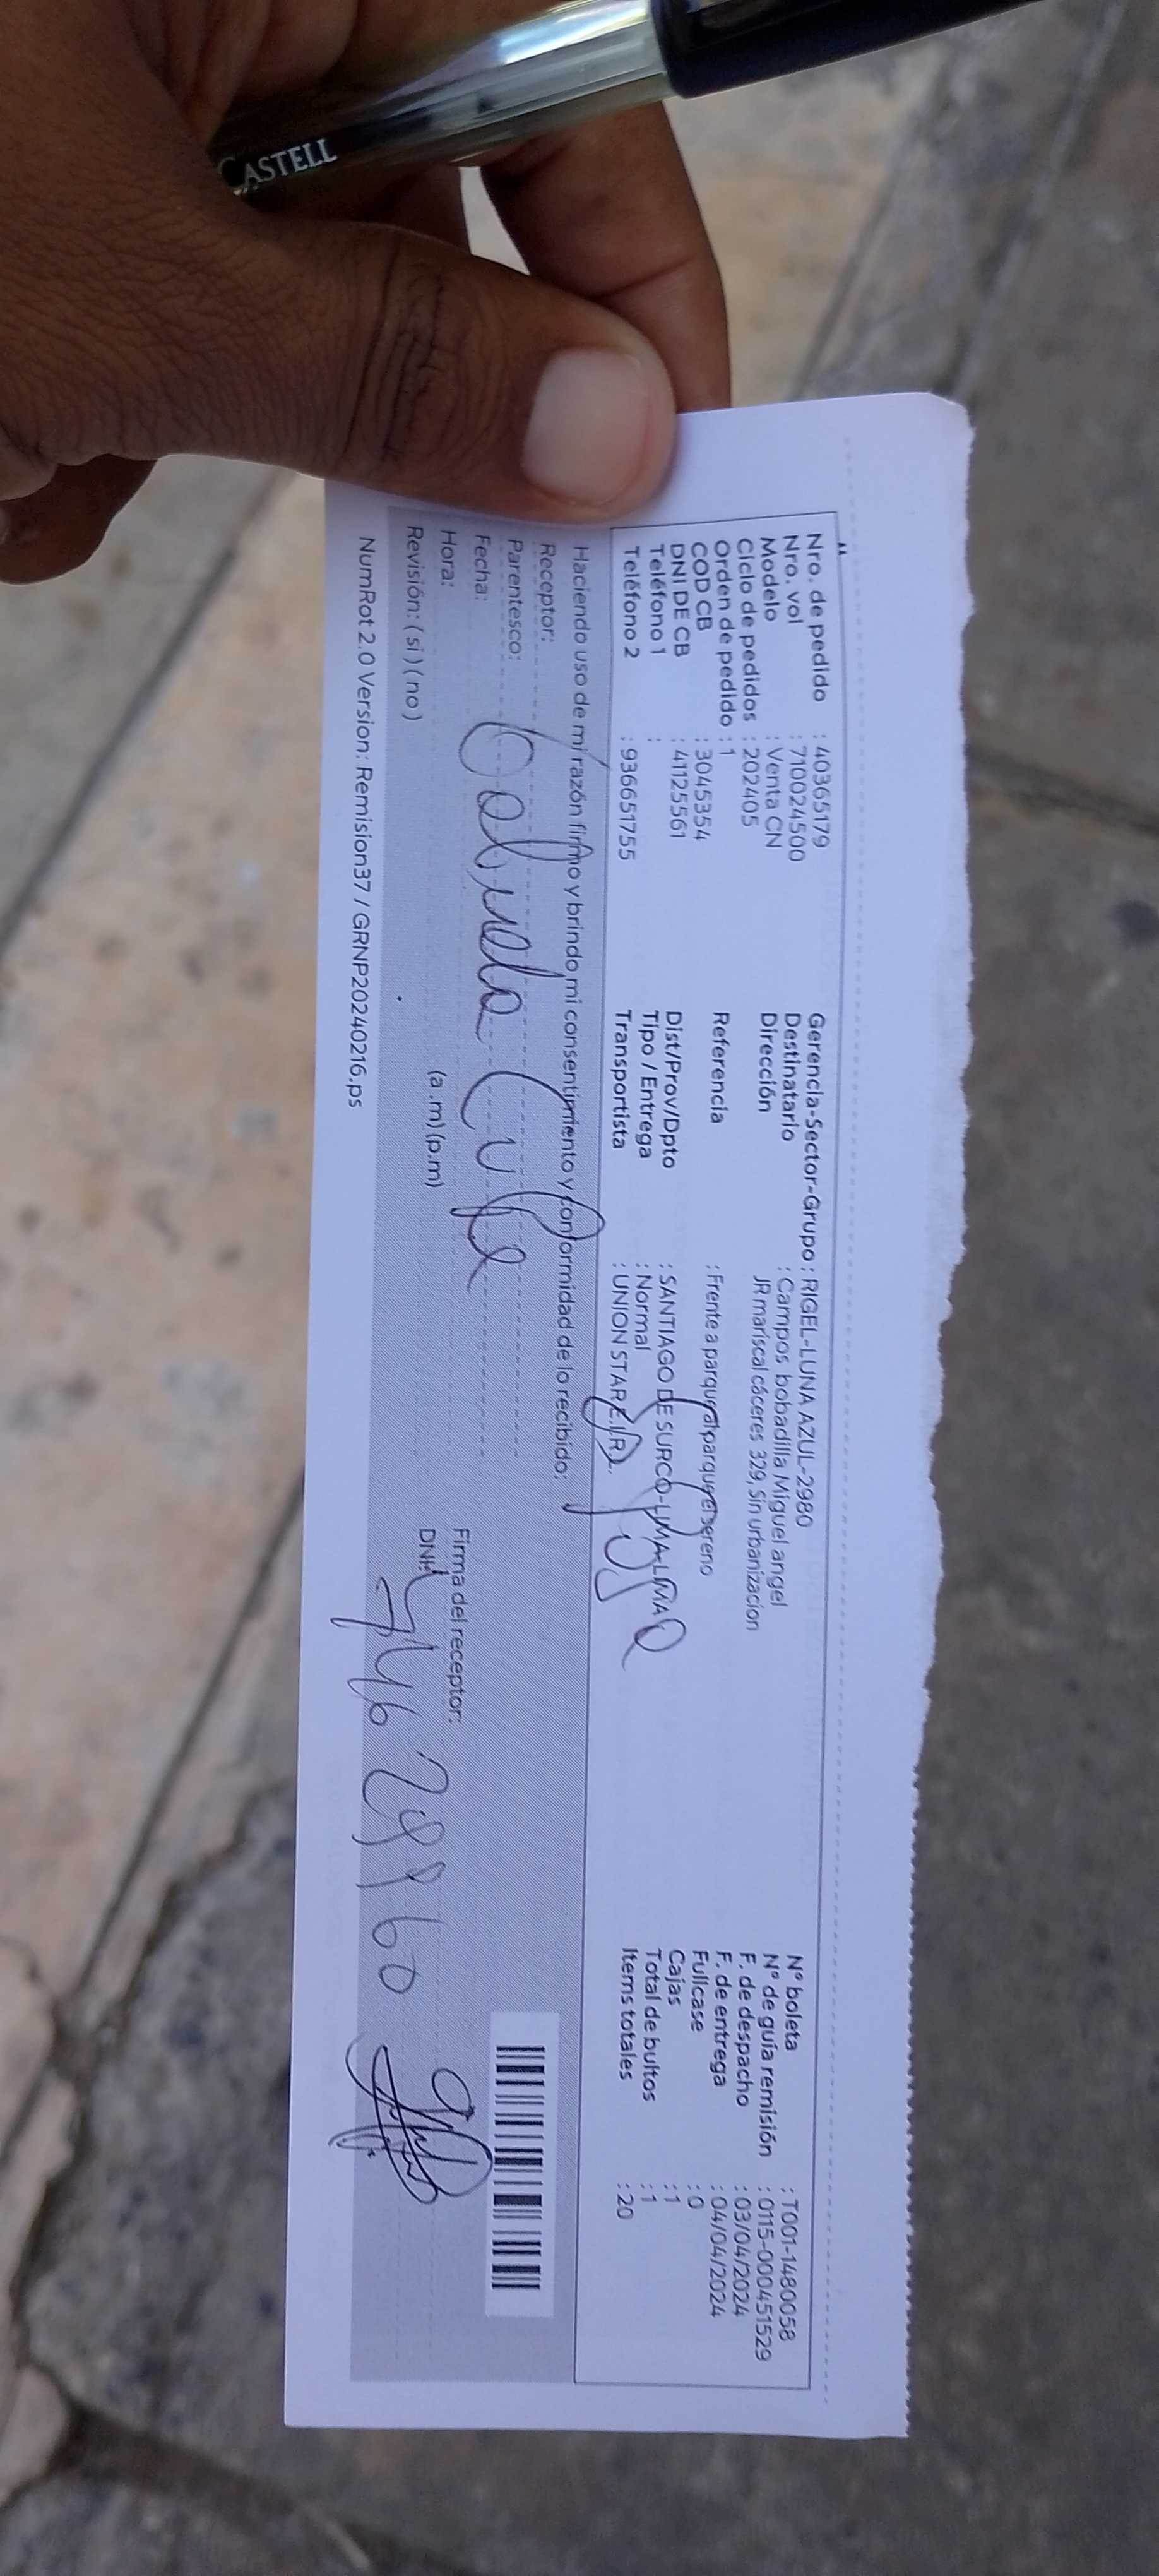 CASTELL
Nro. de pedido : 40365179
Nro. vol : 710024500
Modelo : Venta CN
Ciclo de pedidos : 202405
Orden de pedido : 1
COD CB : 3045354
DNI DE CB : 41125561
Teléfono 1 :
Teléfono 2 : 936651755
Gerencia-Sector-Grupo : RIGEL-LUNA AZUL-2980
Destinatario : Campos bobadilla Miguel angel
Dirección JR mariscal cáceres 329, Sin urbanizacion
Referencia : Frente a parque al parque el sereno
Dist/Prov/Dpto : SANTIAGO DE SURCO-LIMA-LIMA
Tipo / Entrega : Normal
Transportista : UNION STAR E.I.R.L.
N° boleta : T001-1480058
N° de guía remisión : 0115-000451529
F. de despacho : 03/04/2024
F. de entrega : 04/04/2024
Fullcase : 0
Cajas : 1
Total de bultos : 1
Items totales : 20
Haciendo uso de mi razón firmo y brindo mi consentimiento y conformidad de lo recibido:
Receptor:
Parentesco:
Fecha:
Hora: (a.m) (p.m)
Revisión: ( si ) ( no )
Firma del receptor:
DNI:
NumRot 2.0 Version: Remision37 / GRNP20240216.ps